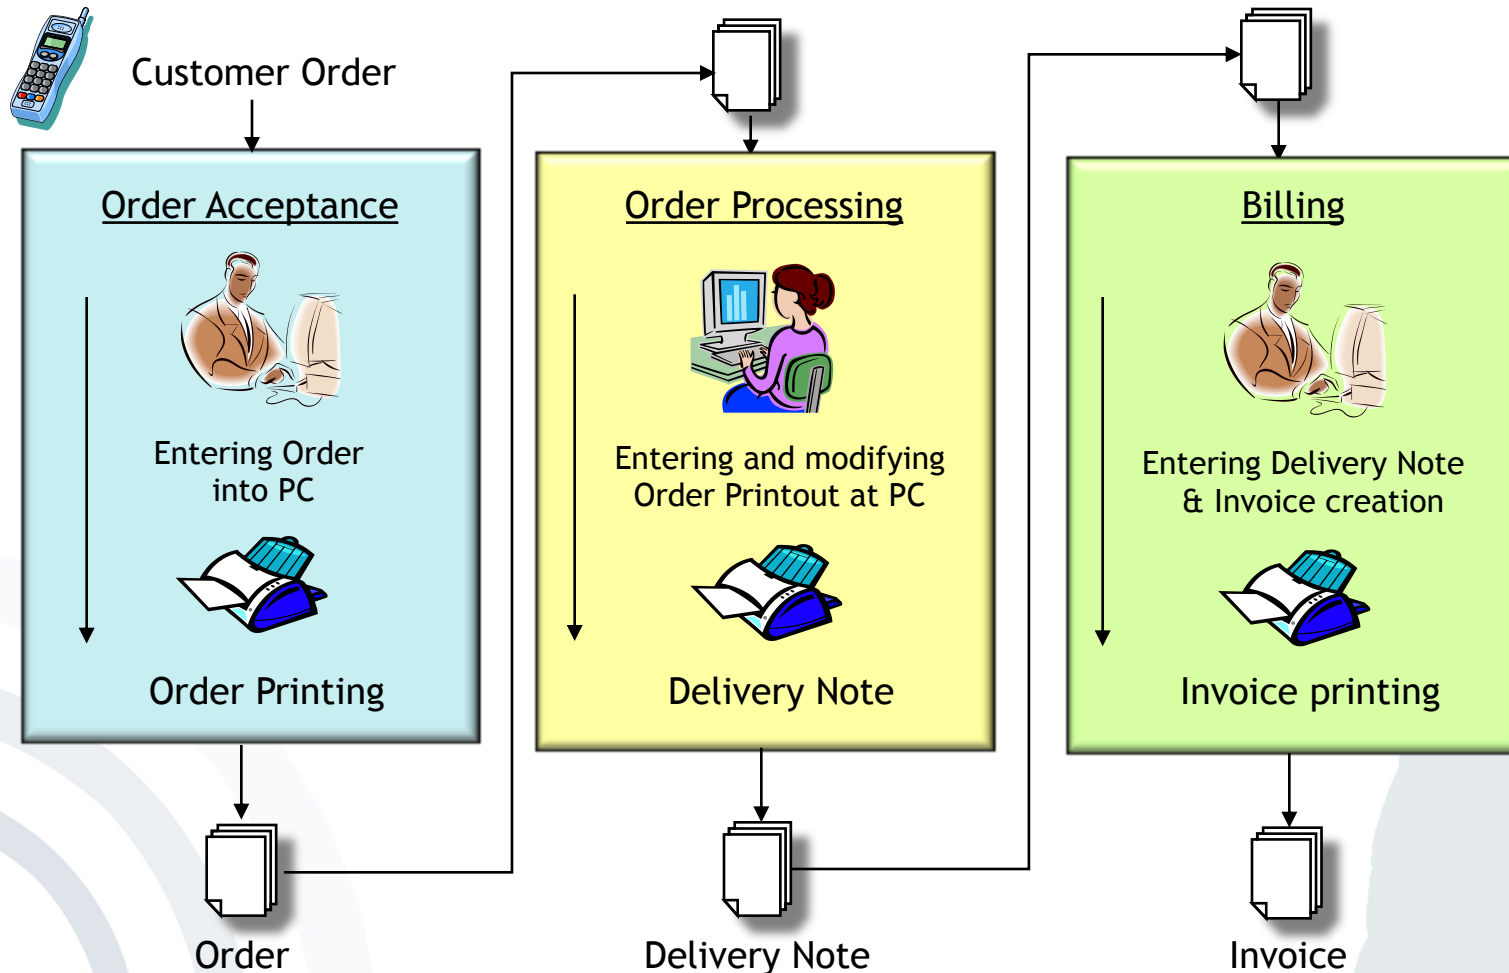 Customer Order
Order Acceptance
Entering Order
into PC
Order Printing
Order
Order Processing
Entering and modifying
Order Printout at PC
Delivery Note
Delivery Note
Billing
Entering Delivery Note
& Invoice creation
Invoice printing
Invoice